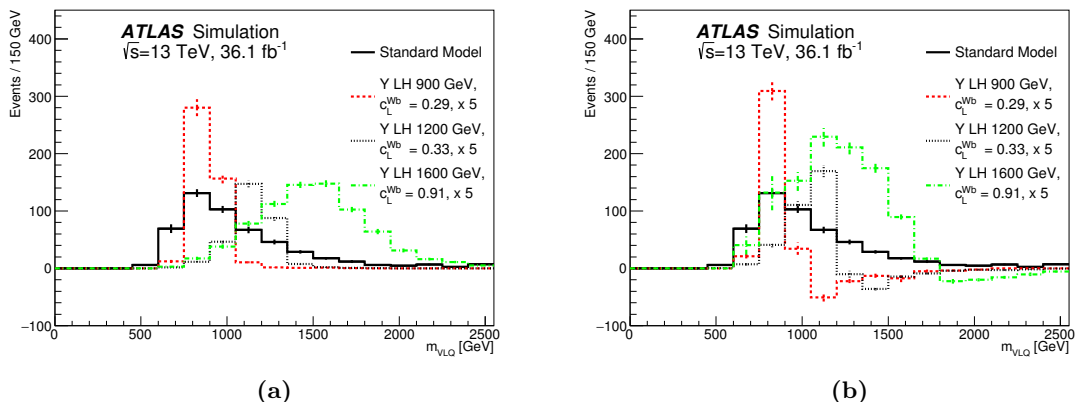 ATLAS Simulation
√s=13 TeV, 36.1 fb⁻¹
Standard Model
Y LH 900 GeV,
c_L^Wb = 0.29, x 5
Y LH 1200 GeV,
c_L^Wb = 0.33, x 5
Y LH 1600 GeV,
c_L^Wb = 0.91, x 5
Events / 150 GeV
400
300
200
100
0
−100
0 500 1000 1500 2000 2500
m_VLQ [GeV]
(a)
ATLAS Simulation
√s=13 TeV, 36.1 fb⁻¹
Standard Model
Y LH 900 GeV,
c_L^Wb = 0.29, x 5
Y LH 1200 GeV,
c_L^Wb = 0.33, x 5
Y LH 1600 GeV,
c_L^Wb = 0.91, x 5
Events / 150 GeV
400
300
200
100
0
−100
0 500 1000 1500 2000 2500
m_VLQ [GeV]
(b)